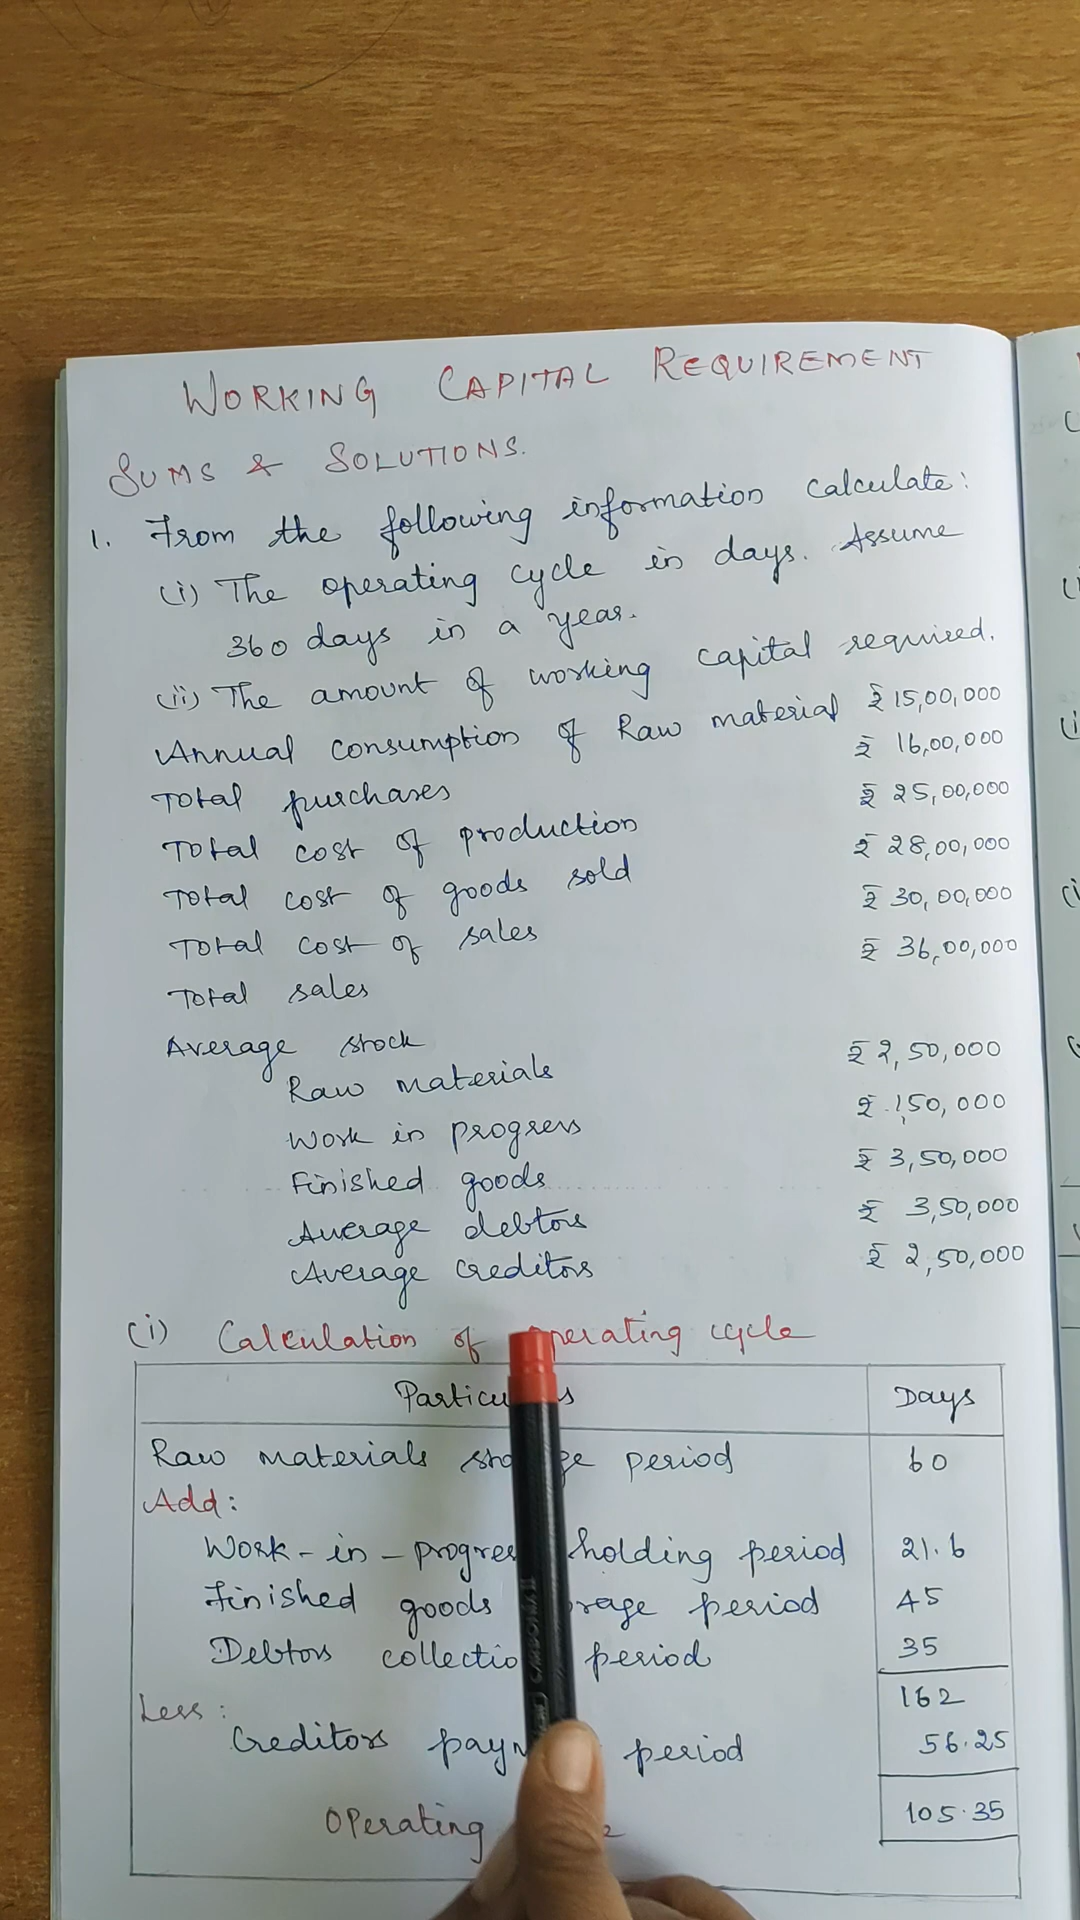 WORKING CAPITAL REQUIREMENT
SUMS & SOLUTIONS.
1. From the following information calculate:
(i) The operating cycle in days. Assume
360 days in a year.
(ii) The amount of working capital required.
Annual consumption of Raw material ₹ 15,00,000
Total purchases ₹ 16,00,000
Total cost of production ₹ 25,00,000
Total cost of goods sold ₹ 28,00,000
Total cost of sales ₹ 30,00,000
Total sales ₹ 36,00,000
Average stock
Raw materials ₹ 2,50,000
Work in progress ₹ 1,50,000
Finished goods ₹ 3,50,000
Average debtors ₹ 3,50,000
Average creditors ₹ 2,50,000
(i) Calculation of operating cycle
Days
Raw materials period 60
Add:
Work-in-progress holding period 21.6
Finished goods period 45
Debtors period 35
162
Less:
Creditors period 56.25
Operating 105.35